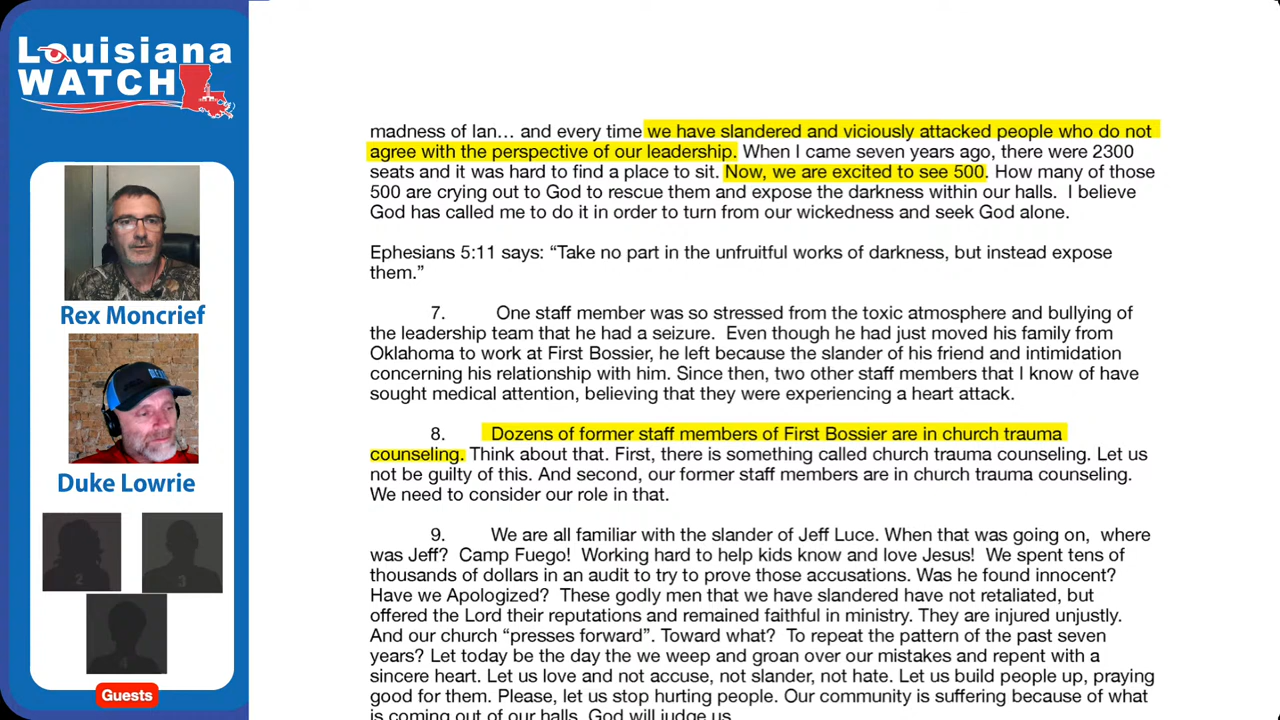 Louisiana
WATCH
Rex Moncrief
Duke Lowrie
2
3
Guests
madness of Ian… and every time we have slandered and viciously attacked people who do not
agree with the perspective of our leadership. When I came seven years ago, there were 2300
seats and it was hard to find a place to sit. Now, we are excited to see 500. How many of those
500 are crying out to God to rescue them and expose the darkness within our halls.  I believe
God has called me to do it in order to turn from our wickedness and seek God alone.
Ephesians 5:11 says: “Take no part in the unfruitful works of darkness, but instead expose
them.”
7. One staff member was so stressed from the toxic atmosphere and bullying of
the leadership team that he had a seizure.  Even though he had just moved his family from
Oklahoma to work at First Bossier, he left because the slander of his friend and intimidation
concerning his relationship with him. Since then, two other staff members that I know of have
sought medical attention, believing that they were experiencing a heart attack.
8. Dozens of former staff members of First Bossier are in church trauma
counseling. Think about that. First, there is something called church trauma counseling. Let us
not be guilty of this. And second, our former staff members are in church trauma counseling.
We need to consider our role in that.
9. We are all familiar with the slander of Jeff Luce. When that was going on,  where
was Jeff?  Camp Fuego!  Working hard to help kids know and love Jesus!  We spent tens of
thousands of dollars in an audit to try to prove those accusations. Was he found innocent?
Have we Apologized?  These godly men that we have slandered have not retaliated, but
offered the Lord their reputations and remained faithful in ministry. They are injured unjustly.
And our church “presses forward”. Toward what?  To repeat the pattern of the past seven
years? Let today be the day the we weep and groan over our mistakes and repent with a
sincere heart. Let us love and not accuse, not slander, not hate. Let us build people up, praying
good for them. Please, let us stop hurting people. Our community is suffering because of what
is coming out of our halls. God will judge us.